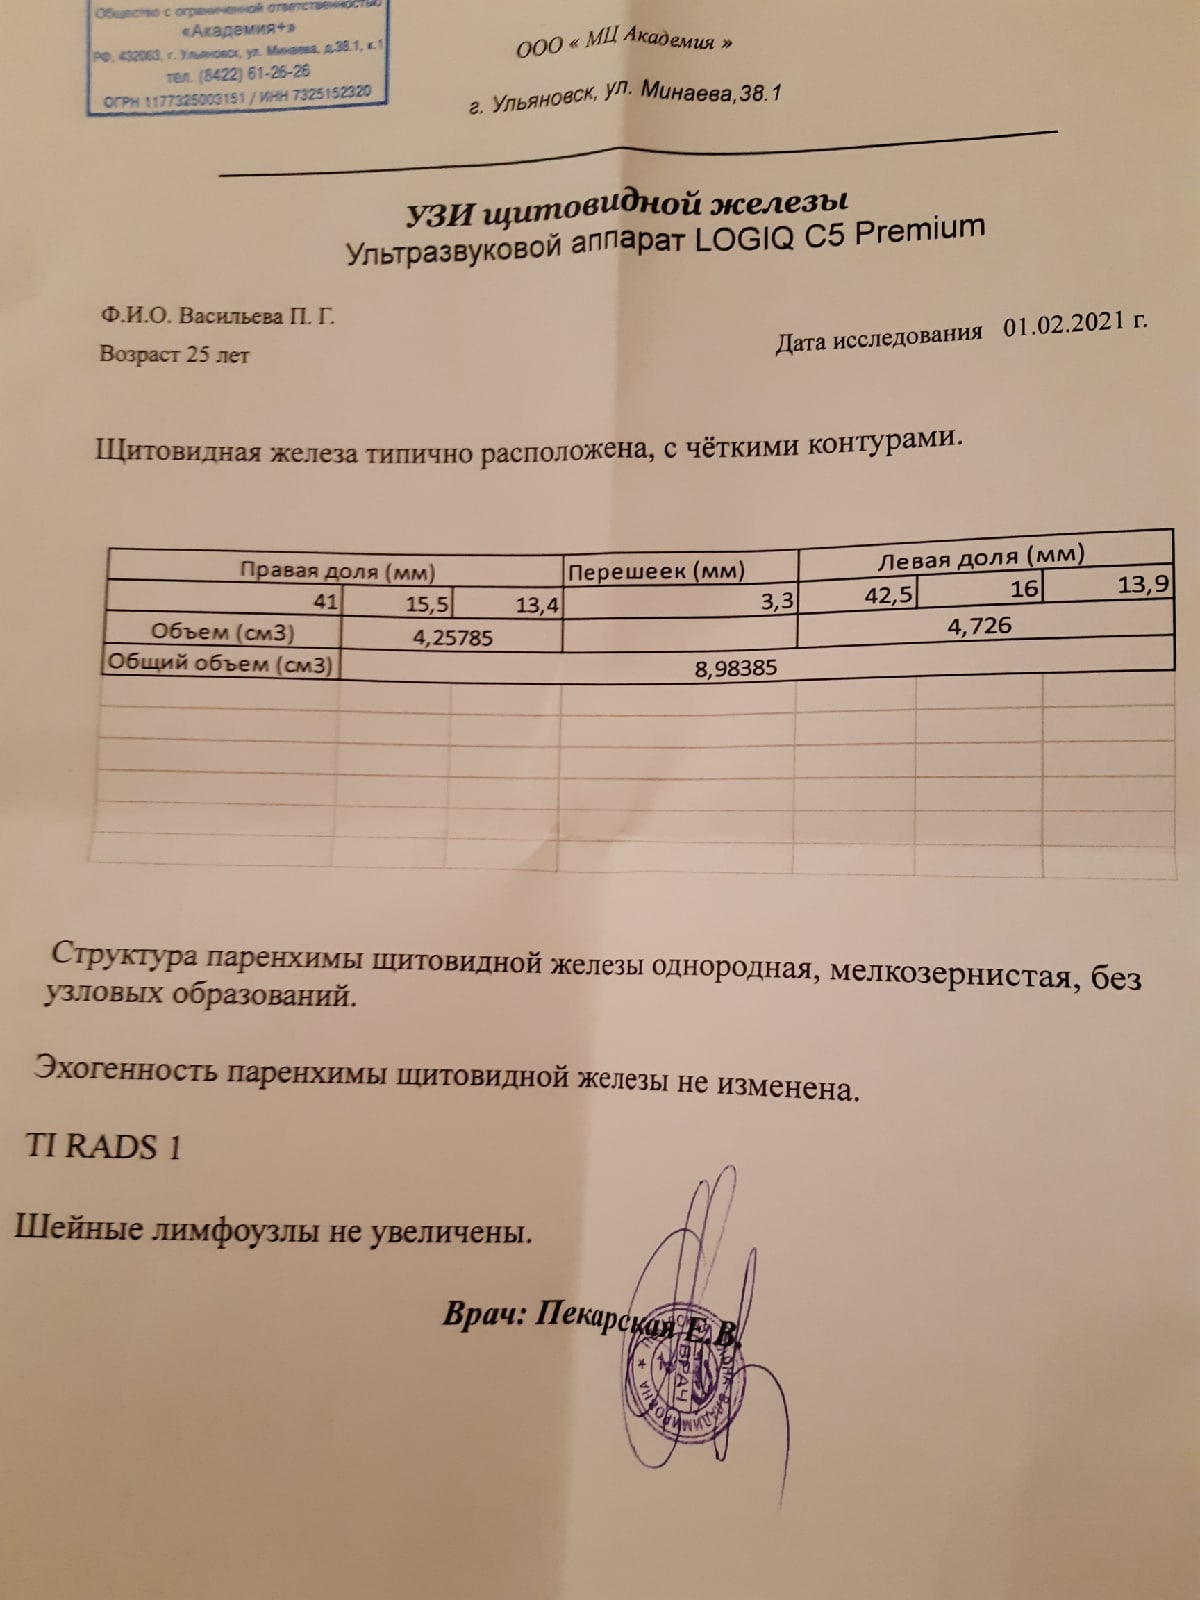 Общество с ограниченной ответственностью
«Академия+»
РФ, 432063, г. Ульяновск, ул. Минаева, д.38.1, к.1
тел. (8422) 61-26-26
ОГРН 1177325003151 / ИНН 7325152320
ООО « МЦ Академия »
г. Ульяновск, ул. Минаева,38.1
УЗИ щитовидной железы
Ультразвуковой аппарат LOGIQ C5 Premium
Ф.И.О. Васильева П. Г.
Возраст 25 лет
Дата исследования 01.02.2021 г.
Щитовидная железа типично расположена, с чёткими контурами.
Правая доля (мм) Перешеек (мм) Левая доля (мм)
41 15,5 13,4 3,3 42,5 16 13,9
Объем (см3) 4,25785 4,726
Общий объем (см3) 8,98385
Структура паренхимы щитовидной железы однородная, мелкозернистая, без
узловых образований.
Эхогенность паренхимы щитовидной железы не изменена.
TI RADS 1
Шейные лимфоузлы не увеличены.
Врач: Пекарская Е.В.
ВРАЧ
ВЛАДИМИРОВНА